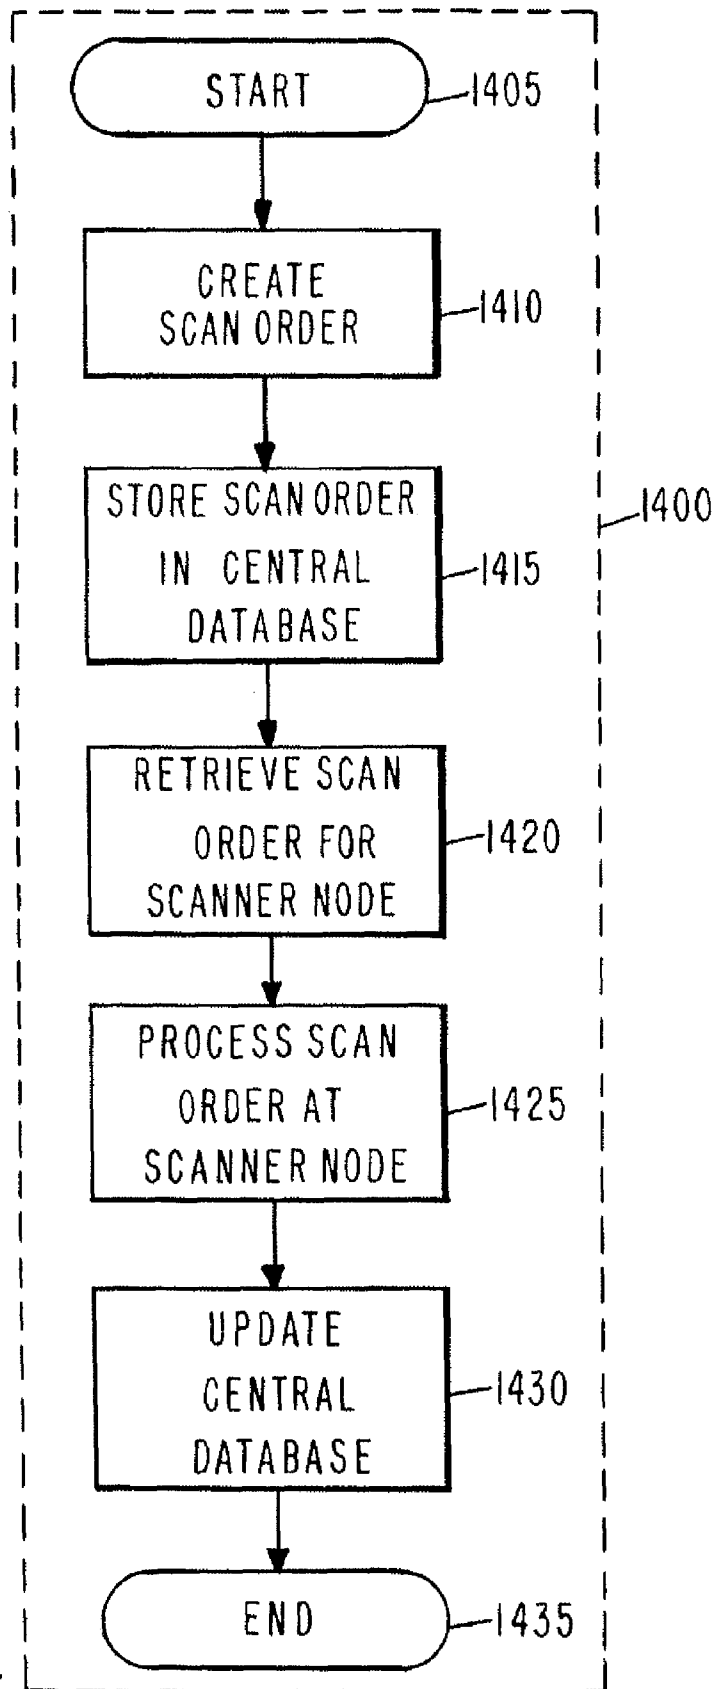 START
1405
CREATE
SCAN ORDER
1410
STORE SCAN ORDER
IN CENTRAL
DATABASE
1415
1400
RETRIEVE SCAN
ORDER FOR
SCANNER NODE
1420
PROCESS SCAN
ORDER AT
SCANNER NODE
1425
UPDATE
CENTRAL
DATABASE
1430
END
1435